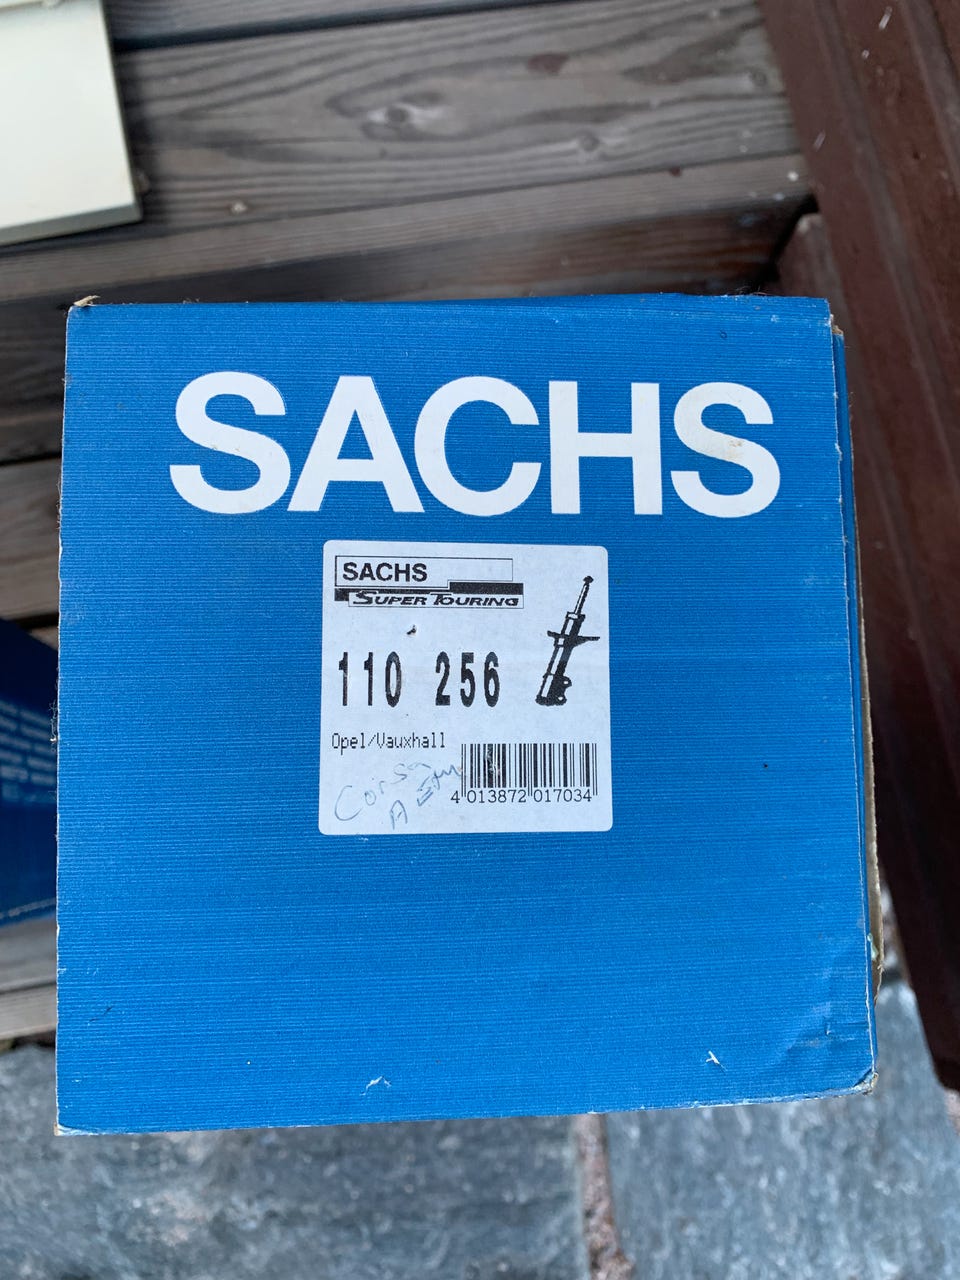 SACHS
SACHS
SUPER TOURING
110 256
Opel/Vauxhall
Corsa
A
4 013872 017034